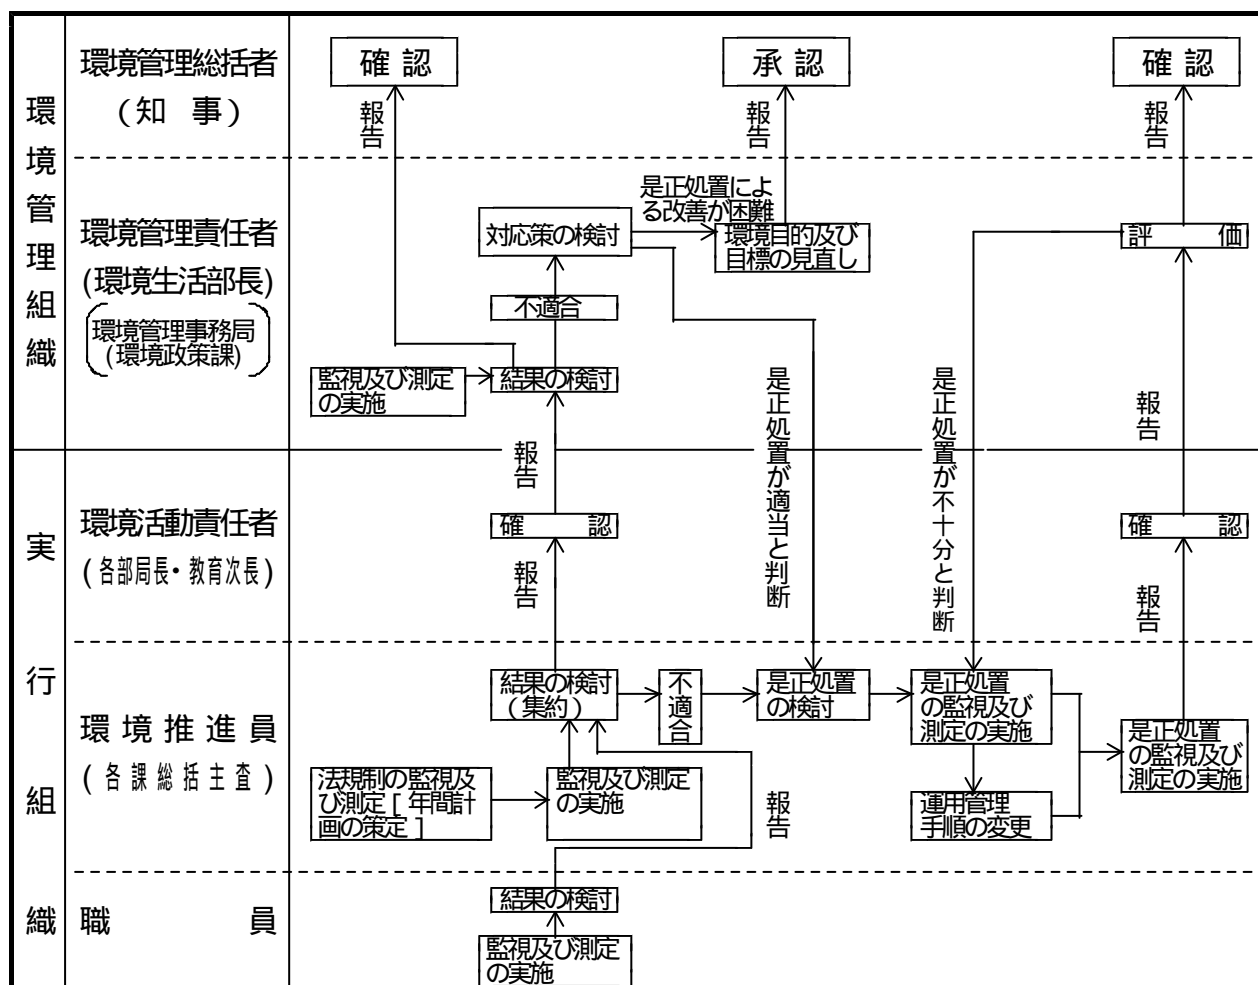 環境管理組織
実行組織
環境管理総括者
(知 事)
確 認
承 認
確 認
報告
報告
報告
環境管理責任者
(環境生活部長)
環境管理事務局
(環境政策課)
対応策の検討
是正処置によ
る改善が困難
環境目的及び
目標の見直し
評 価
不適合
監視及び測定
の実施
結果の検討
是正処置が適当と判断
是正処置が不十分と判断
報告
報告
環境活動責任者
(各部局長・教育次長)
確 認
確 認
報告
報告
環境推進員
(各課総括主査)
結果の検討
(集約)
不適合
是正処置
の検討
是正処置
の監視及び
測定の実施
是正処置
の監視及び
測定の実施
法規制の監視及
び測定[年間計
画の策定]
監視及び測定
の実施
報告
運用管理
手順の変更
職 員
結果の検討
監視及び測定
の実施